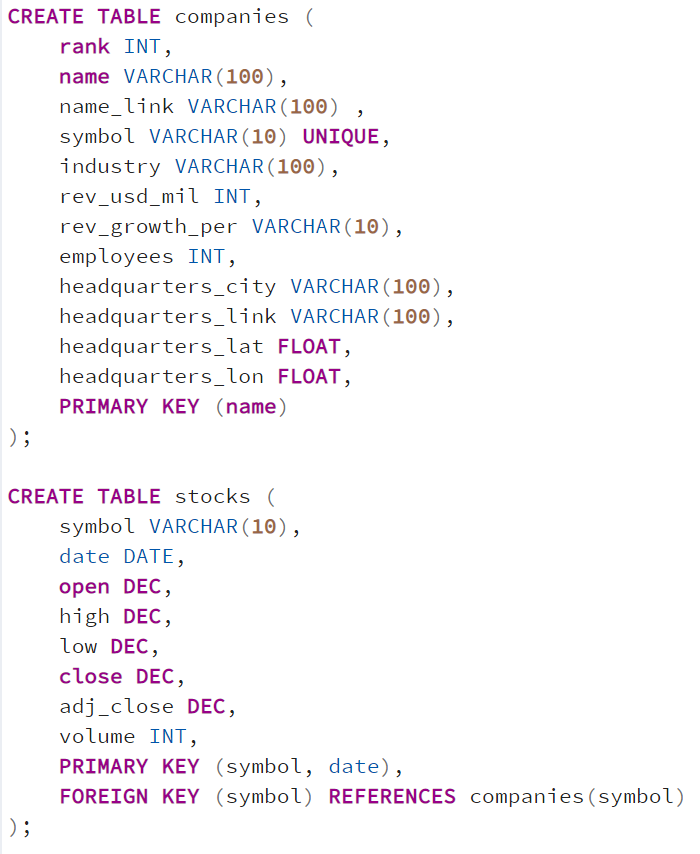 CREATE TABLE companies (
    rank INT,
    name VARCHAR(100),
    name_link VARCHAR(100) ,
    symbol VARCHAR(10) UNIQUE,
    industry VARCHAR(100),
    rev_usd_mil INT,
    rev_growth_per VARCHAR(10),
    employees INT,
    headquarters_city VARCHAR(100),
    headquarters_link VARCHAR(100),
    headquarters_lat FLOAT,
    headquarters_lon FLOAT,
    PRIMARY KEY (name)
);

CREATE TABLE stocks (
    symbol VARCHAR(10),
    date DATE,
    open DEC,
    high DEC,
    low DEC,
    close DEC,
    adj_close DEC,
    volume INT,
    PRIMARY KEY (symbol, date),
    FOREIGN KEY (symbol) REFERENCES companies(symbol)
);